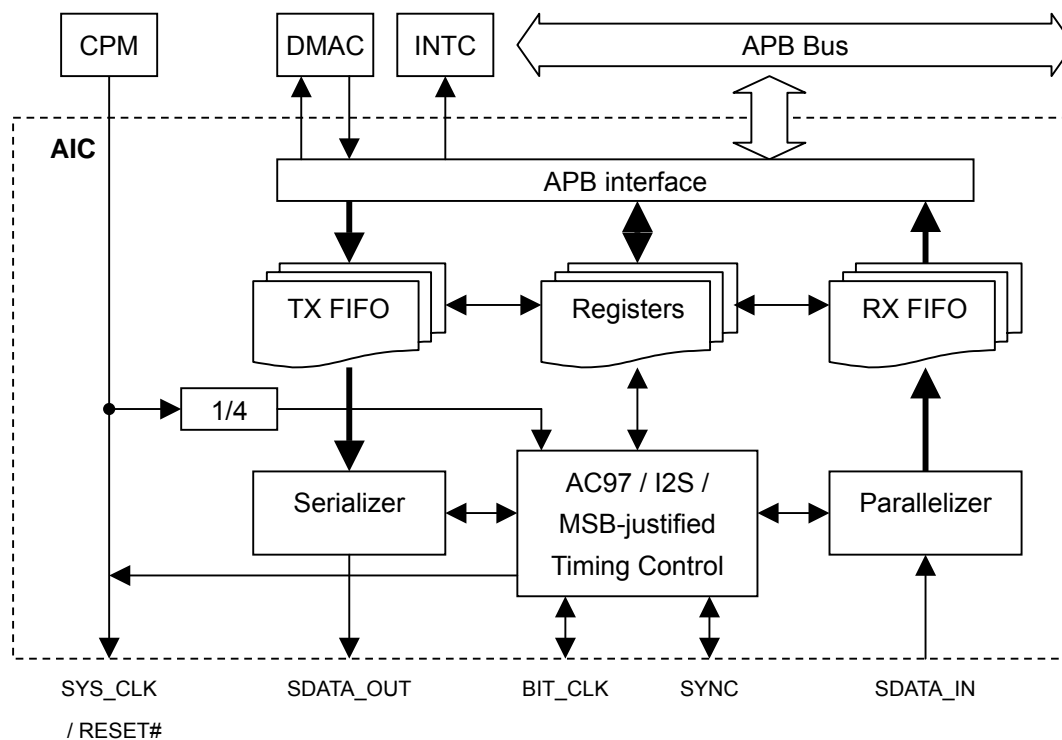 CPM
DMAC
INTC
APB Bus
AIC
APB interface
TX FIFO
Registers
RX FIFO
1/4
Serializer
AC97 / I2S /
MSB-justified
Timing Control
Parallelizer
SYS_CLK
/ RESET#
SDATA_OUT
BIT_CLK
SYNC
SDATA_IN